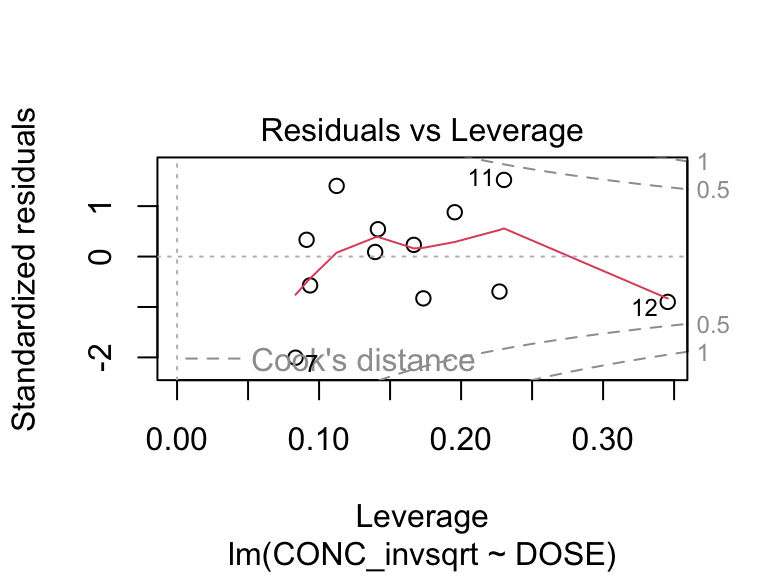 Residuals vs Leverage
Standardized residuals
1
0
-2
11
12
7
Cook's distance
1
0.5
0.5
1
0.00 0.10 0.20 0.30
Leverage
lm(CONC_invsqrt ~ DOSE)